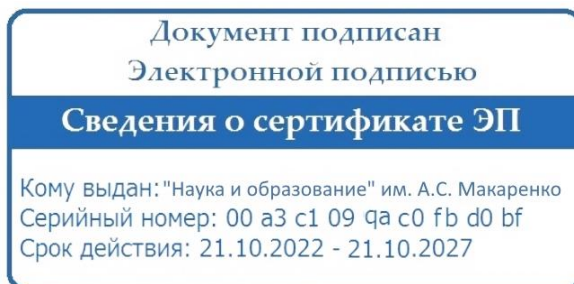 Документ подписан
Электронной подписью
Сведения о сертификате ЭП
Кому выдан: "Наука и образование" им. А.С. Макаренко
Серийный номер: 00 a3 c1 09 qa c0 fb d0 bf
Срок действия: 21.10.2022 - 21.10.2027